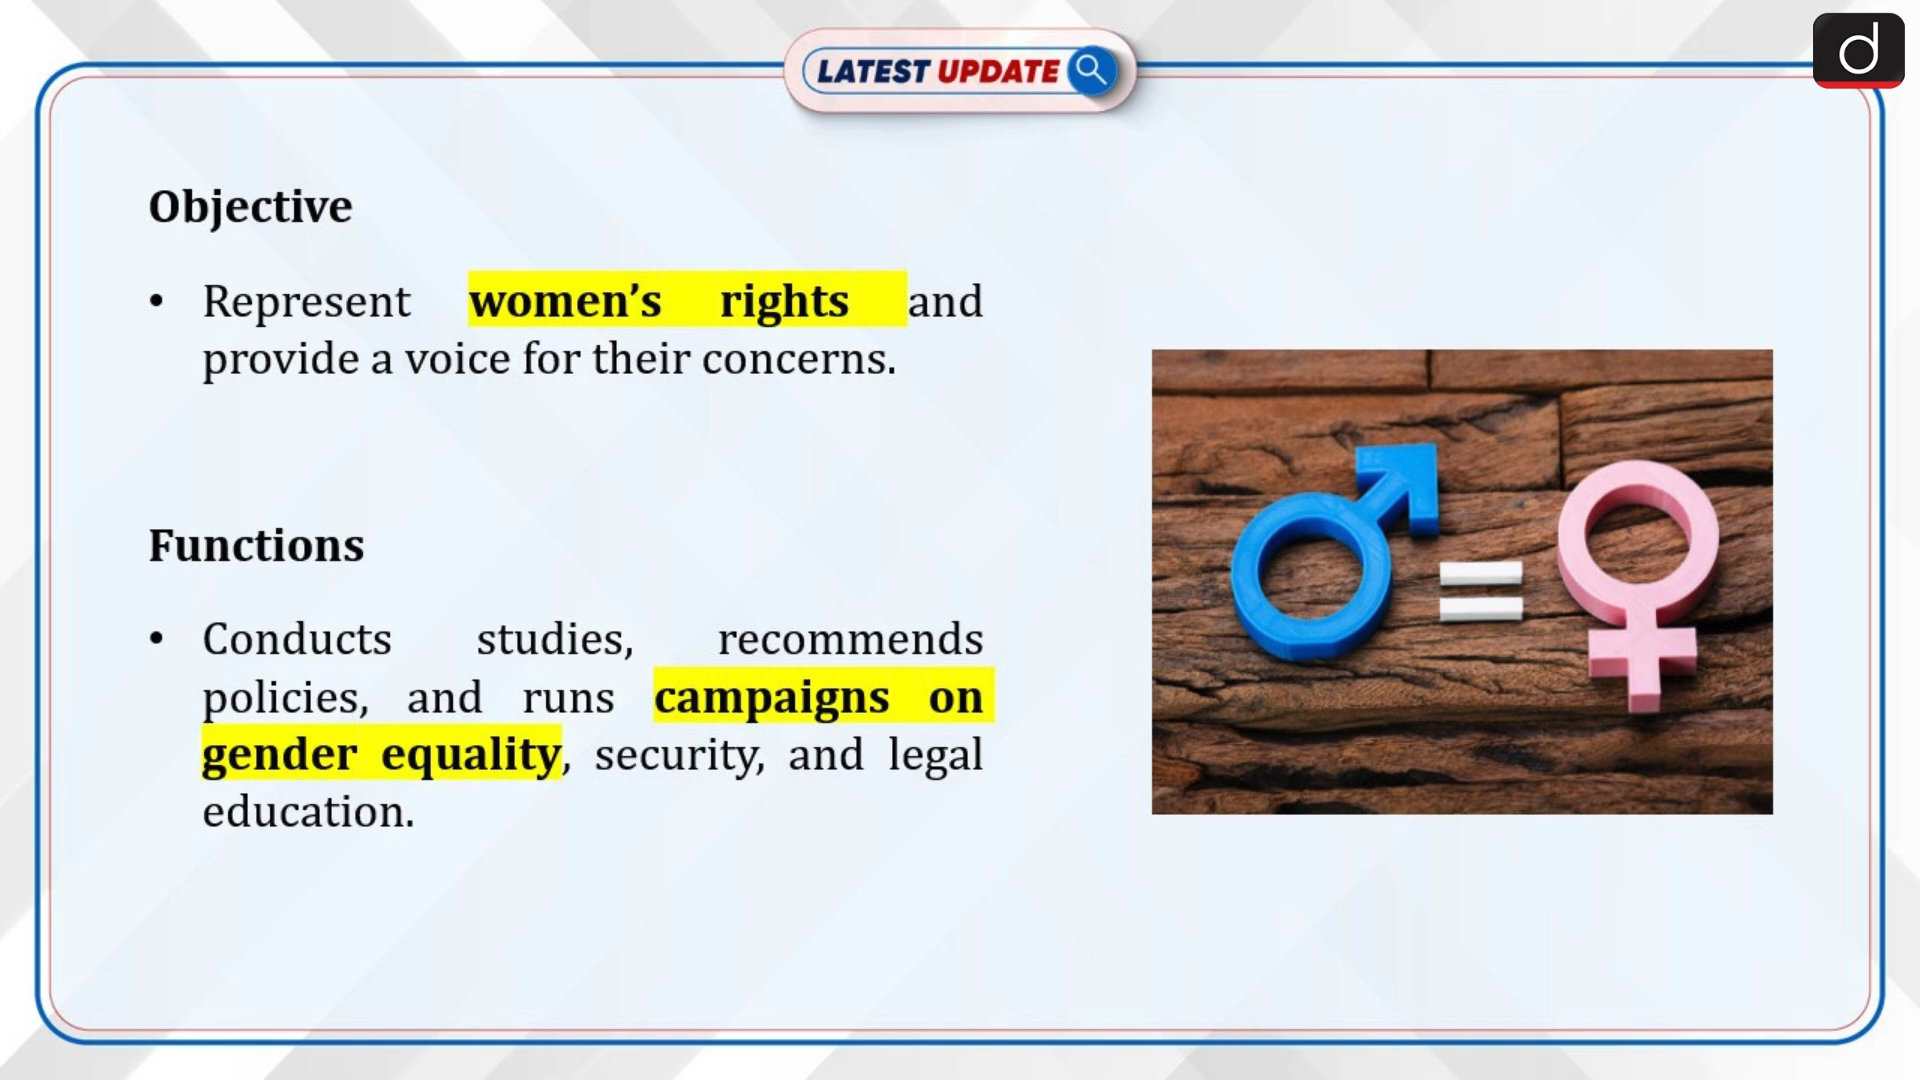 LATEST UPDATE
d
Objective
• Represent women’s rights and
provide a voice for their concerns.
Functions
• Conducts studies, recommends
policies, and runs campaigns on
gender equality, security, and legal
education.